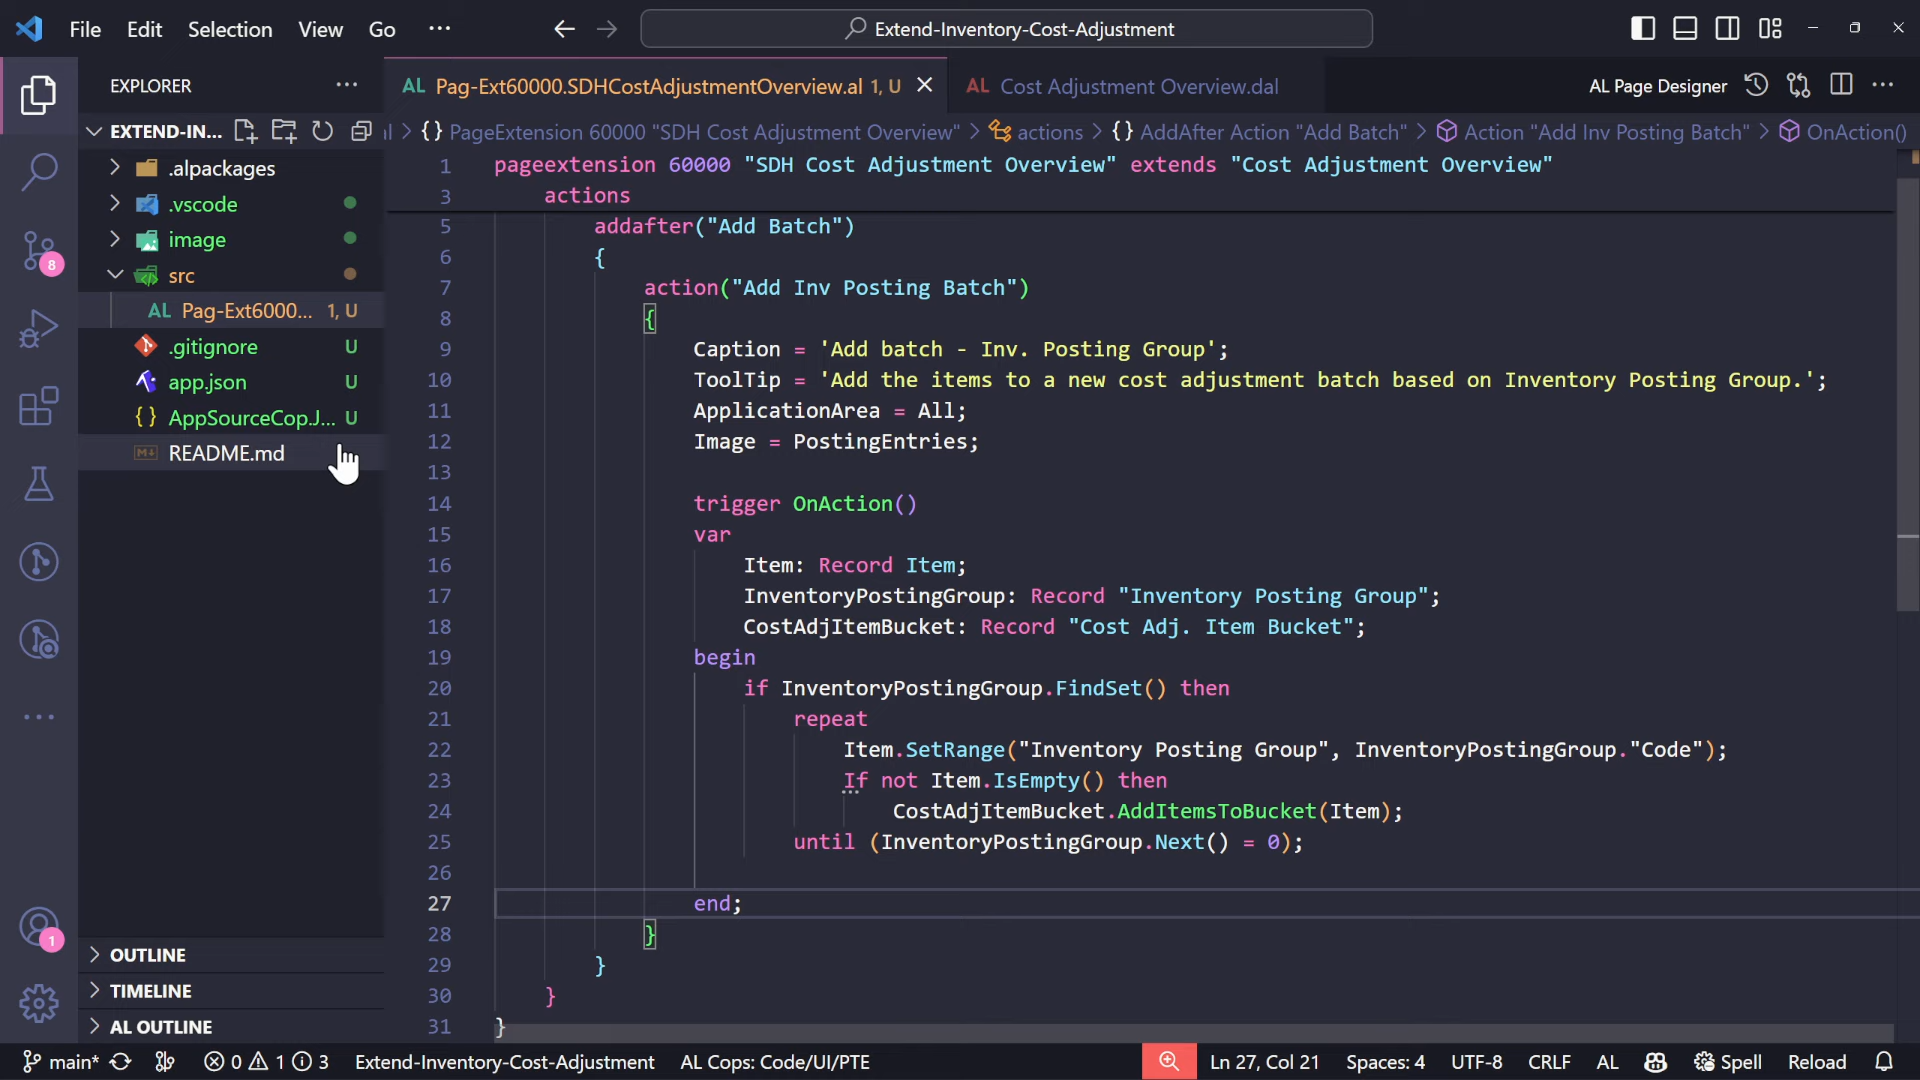 File Edit Selection View Go ··· Extend-Inventory-Cost-Adjustment
EXPLORER ···
AL Pag-Ext60000.SDHCostAdjustmentOverview.al 1, U
AL Cost Adjustment Overview.dal
AL Page Designer ···
EXTEND-IN...
al > {} PageExtension 60000 "SDH Cost Adjustment Overview" > actions > {} AddAfter Action "Add Batch" > Action "Add Inv Posting Batch" > OnAction()
.alpackages
.vscode
image
src
AL Pag-Ext6000... 1, U
.gitignore U
app.json U
{} AppSourceCop.J... U
README.md
1 pageextension 60000 "SDH Cost Adjustment Overview" extends "Cost Adjustment Overview"
3 actions
5 addafter("Add Batch")
6 {
7 action("Add Inv Posting Batch")
8 {
9 Caption = 'Add batch - Inv. Posting Group';
10 ToolTip = 'Add the items to a new cost adjustment batch based on Inventory Posting Group.';
11 ApplicationArea = All;
12 Image = PostingEntries;
13
14 trigger OnAction()
15 var
16 Item: Record Item;
17 InventoryPostingGroup: Record "Inventory Posting Group";
18 CostAdjItemBucket: Record "Cost Adj. Item Bucket";
19 begin
20 if InventoryPostingGroup.FindSet() then
21 repeat
22 Item.SetRange("Inventory Posting Group", InventoryPostingGroup."Code");
23 If not Item.IsEmpty() then
24 CostAdjItemBucket.AddItemsToBucket(Item);
25 until (InventoryPostingGroup.Next() = 0);
26
27 end;
28 }
29 }
30 }
31 }
8
1
OUTLINE
TIMELINE
AL OUTLINE
main* 0 1 3 Extend-Inventory-Cost-Adjustment AL Cops: Code/UI/PTE Ln 27, Col 21 Spaces: 4 UTF-8 CRLF AL Spell Reload